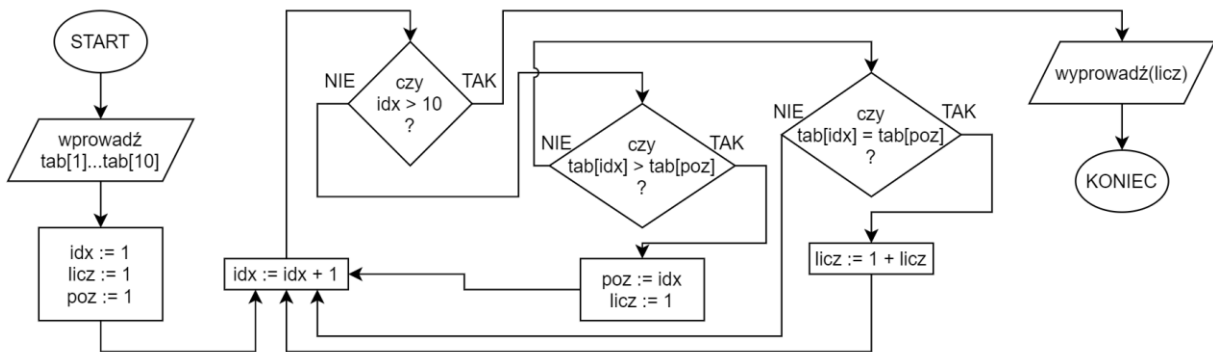 START
wprowadź
tab[1]...tab[10]
idx := 1
licz := 1
poz := 1
idx := idx + 1
NIE
czy
idx > 10
?
TAK
NIE
czy
tab[idx] > tab[poz]
?
TAK
poz := idx
licz := 1
NIE
czy
tab[idx] = tab[poz]
?
TAK
licz := 1 + licz
wyprowadź(licz)
KONIEC